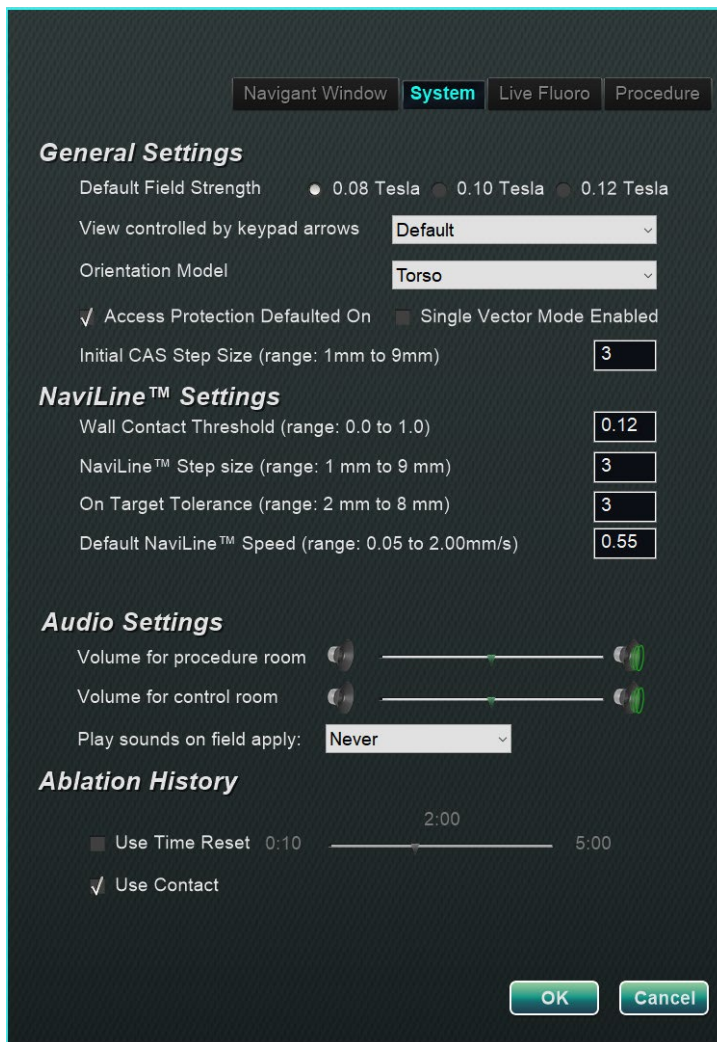 Navigant Window System Live Fluoro Procedure
General Settings
Default Field Strength 0.08 Tesla 0.10 Tesla 0.12 Tesla
View controlled by keypad arrows Default
Orientation Model Torso
Access Protection Defaulted On Single Vector Mode Enabled
Initial CAS Step Size (range: 1mm to 9mm) 3
NaviLine™ Settings
Wall Contact Threshold (range: 0.0 to 1.0) 0.12
NaviLine™ Step size (range: 1 mm to 9 mm) 3
On Target Tolerance (range: 2 mm to 8 mm) 3
Default NaviLine™ Speed (range: 0.05 to 2.00mm/s) 0.55
Audio Settings
Volume for procedure room
Volume for control room
Play sounds on field apply: Never
Ablation History
2:00
Use Time Reset 0:10 5:00
Use Contact
OK Cancel